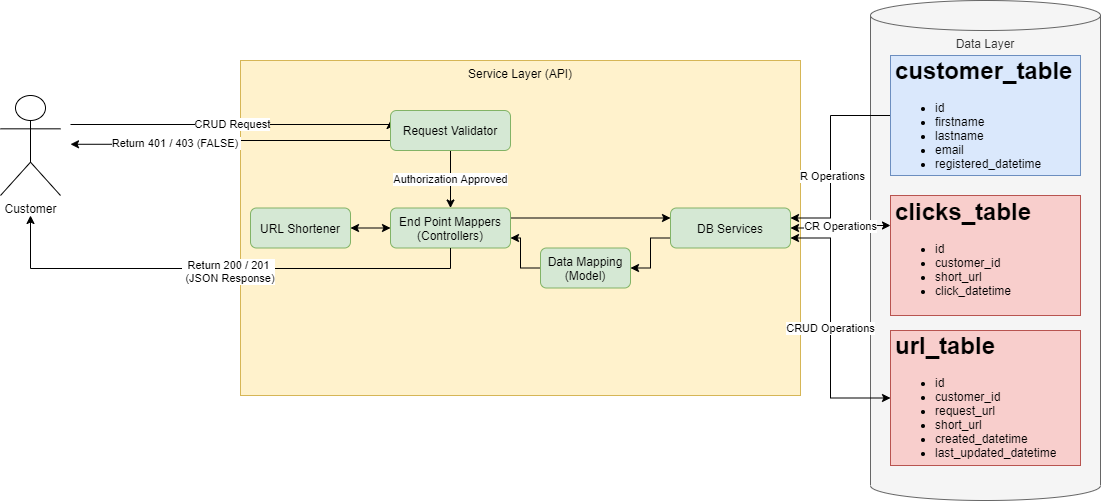 Data Layer
customer_table
id
firstname
lastname
email
registered_datetime
Service Layer (API)
CRUD Request
Request Validator
Return 401 / 403 (FALSE)
Authorization Approved
R Operations
Customer
URL Shortener
End Point Mappers
(Controllers)
DB Services
CR Operations
clicks_table
id
customer_id
short_url
click_datetime
Data Mapping
(Model)
Return 200 / 201
(JSON Response)
CRUD Operations
url_table
id
customer_id
request_url
short_url
created_datetime
last_updated_datetime